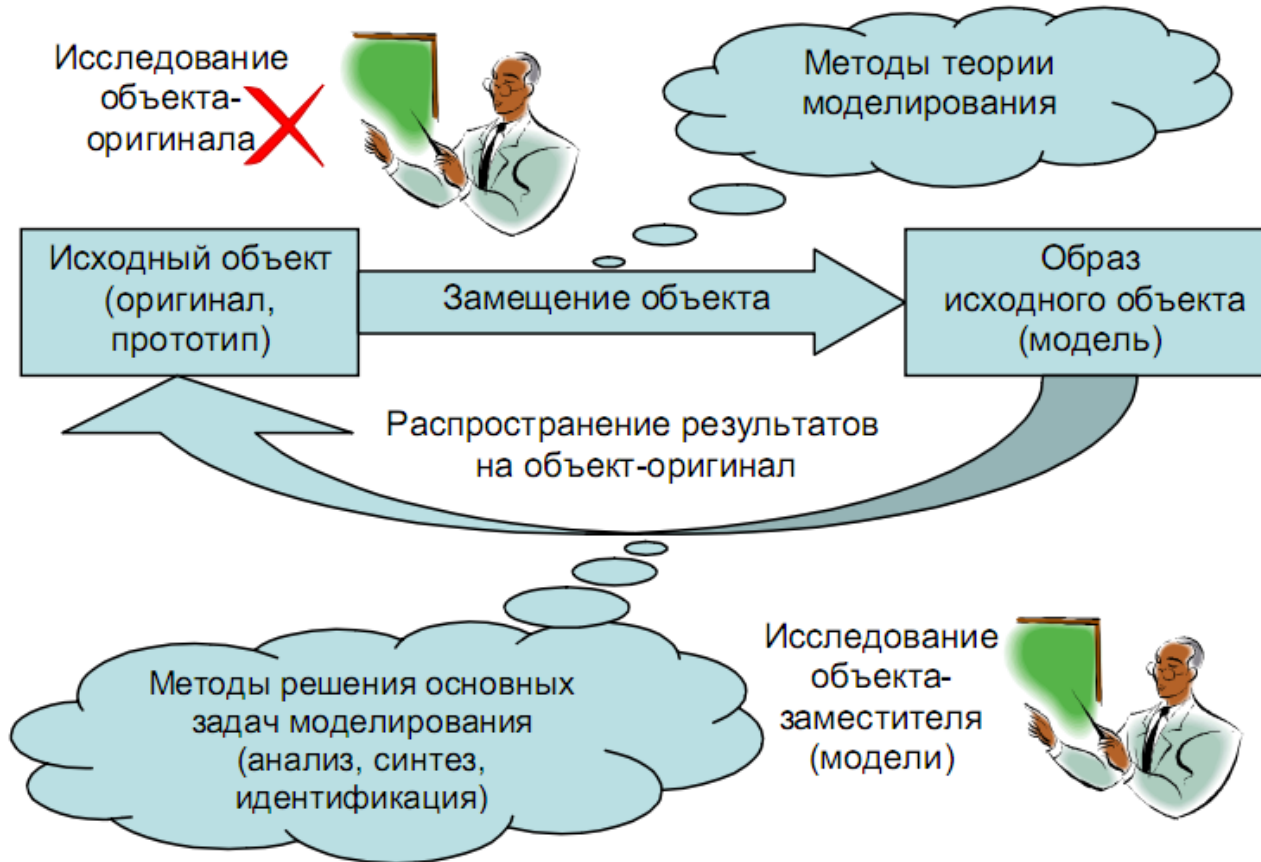 Исследование
объекта-
оригинала
Методы теории
моделирования
Исходный объект
(оригинал,
прототип)
Замещение объекта
Образ
исходного объекта
(модель)
Распространение результатов
на объект-оригинал
Методы решения основных
задач моделирования
(анализ, синтез,
идентификация)
Исследование
объекта-
заместителя
(модели)